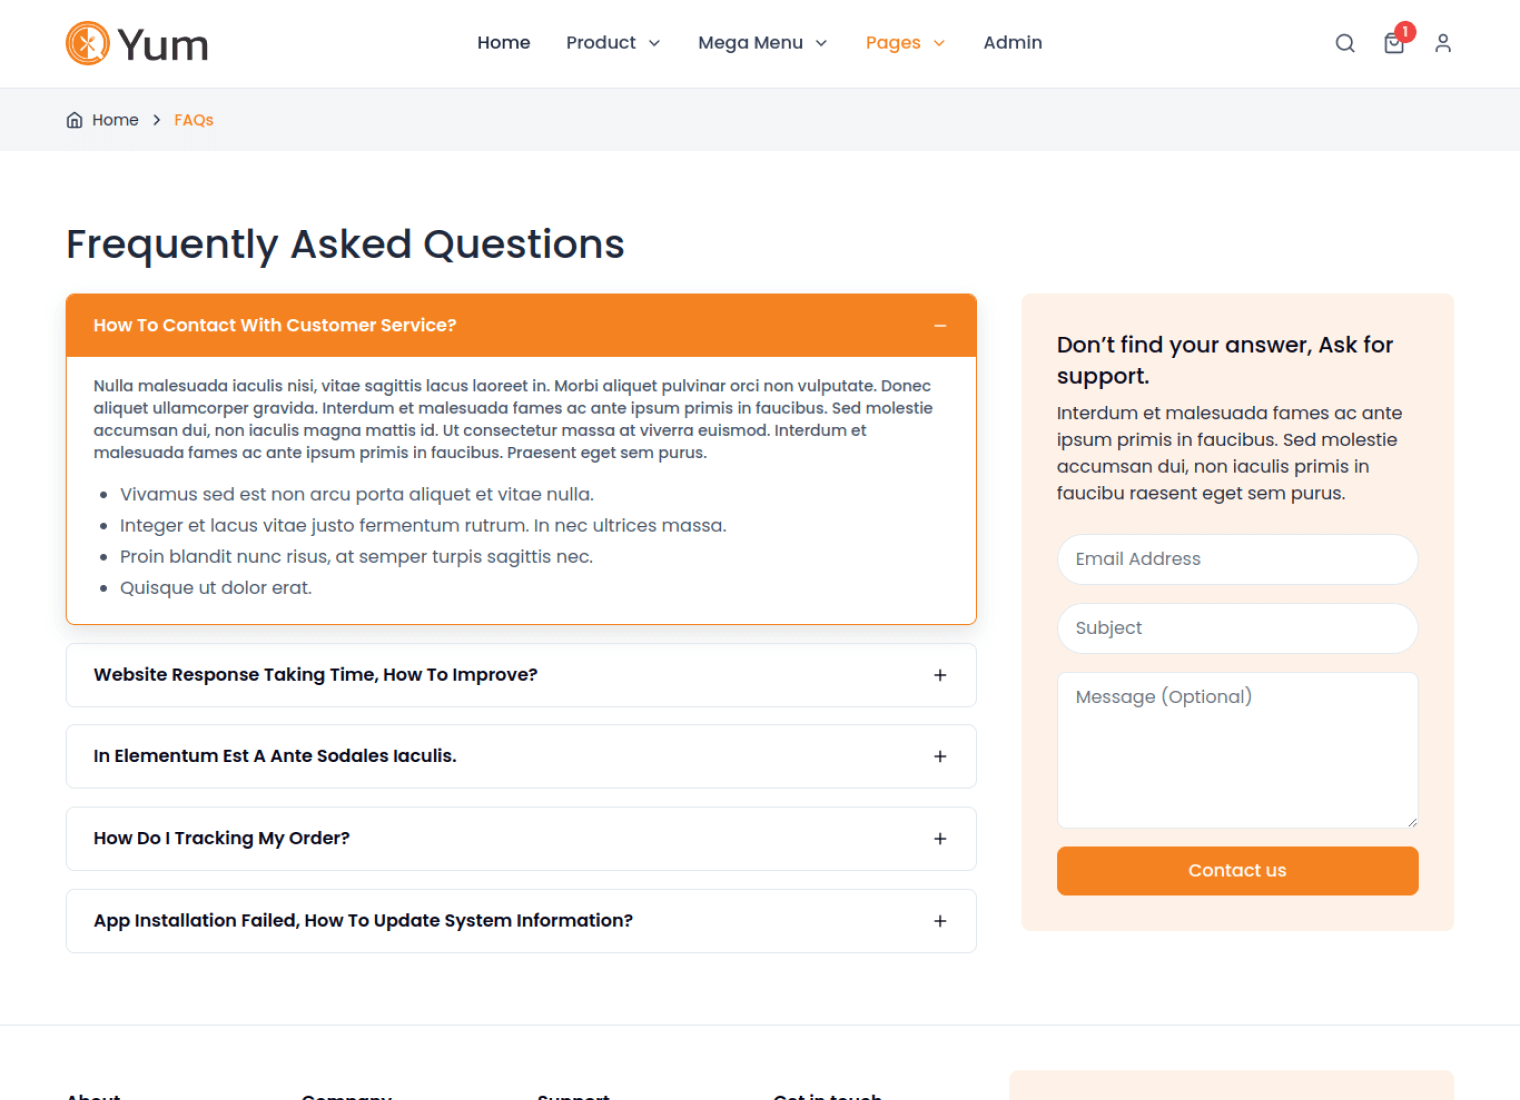 Yum
Home
Product
Mega Menu
Pages
Admin
1
Home
FAQs
Frequently Asked Questions
How To Contact With Customer Service?
Nulla malesuada iaculis nisi, vitae sagittis lacus laoreet in. Morbi aliquet pulvinar orci non vulputate. Donec
aliquet ullamcorper gravida. Interdum et malesuada fames ac ante ipsum primis in faucibus. Sed molestie
accumsan dui, non iaculis magna mattis id. Ut consectetur massa at viverra euismod. Interdum et
malesuada fames ac ante ipsum primis in faucibus. Praesent eget sem purus.
Vivamus sed est non arcu porta aliquet et vitae nulla.
Integer et lacus vitae justo fermentum rutrum. In nec ultrices massa.
Proin blandit nunc risus, at semper turpis sagittis nec.
Quisque ut dolor erat.
Website Response Taking Time, How To Improve?
In Elementum Est A Ante Sodales Iaculis.
How Do I Tracking My Order?
App Installation Failed, How To Update System Information?
Don’t find your answer, Ask for
support.
Interdum et malesuada fames ac ante
ipsum primis in faucibus. Sed molestie
accumsan dui, non iaculis primis in
faucibu raesent eget sem purus.
Email Address
Subject
Message (Optional)
Contact us
About
Company
Support
Get in touch